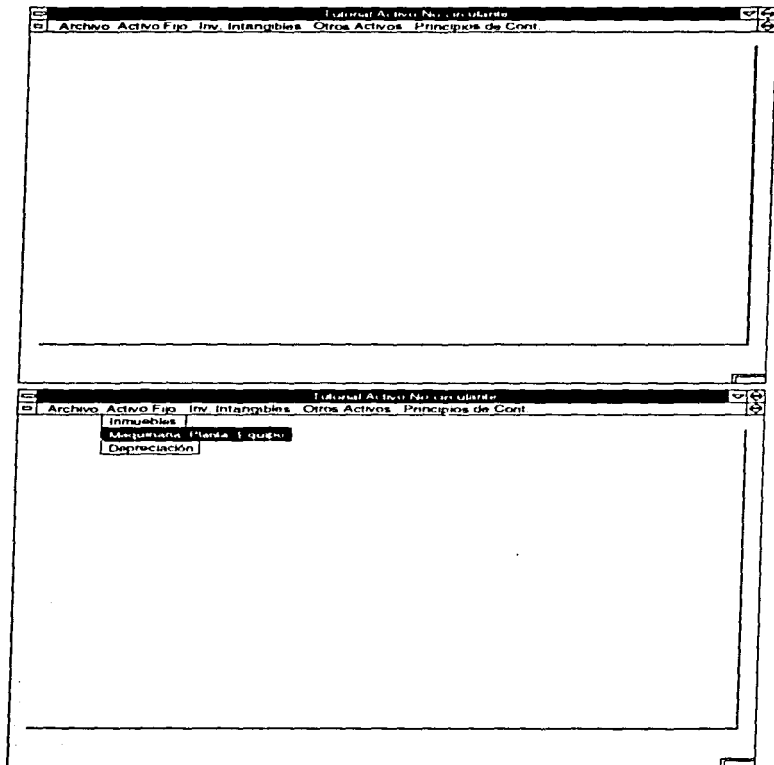 Tutorial Activo No circulante
Archivo Activo Fijo Inv. Intangibles Otros Activos Principios de Cont.
Tutorial Activo No circulante
Archivo Activo Fijo Inv. Intangibles Otros Activos Principios de Cont.
Inmuebles
Maquinaria Planta Equipo
Depreciación